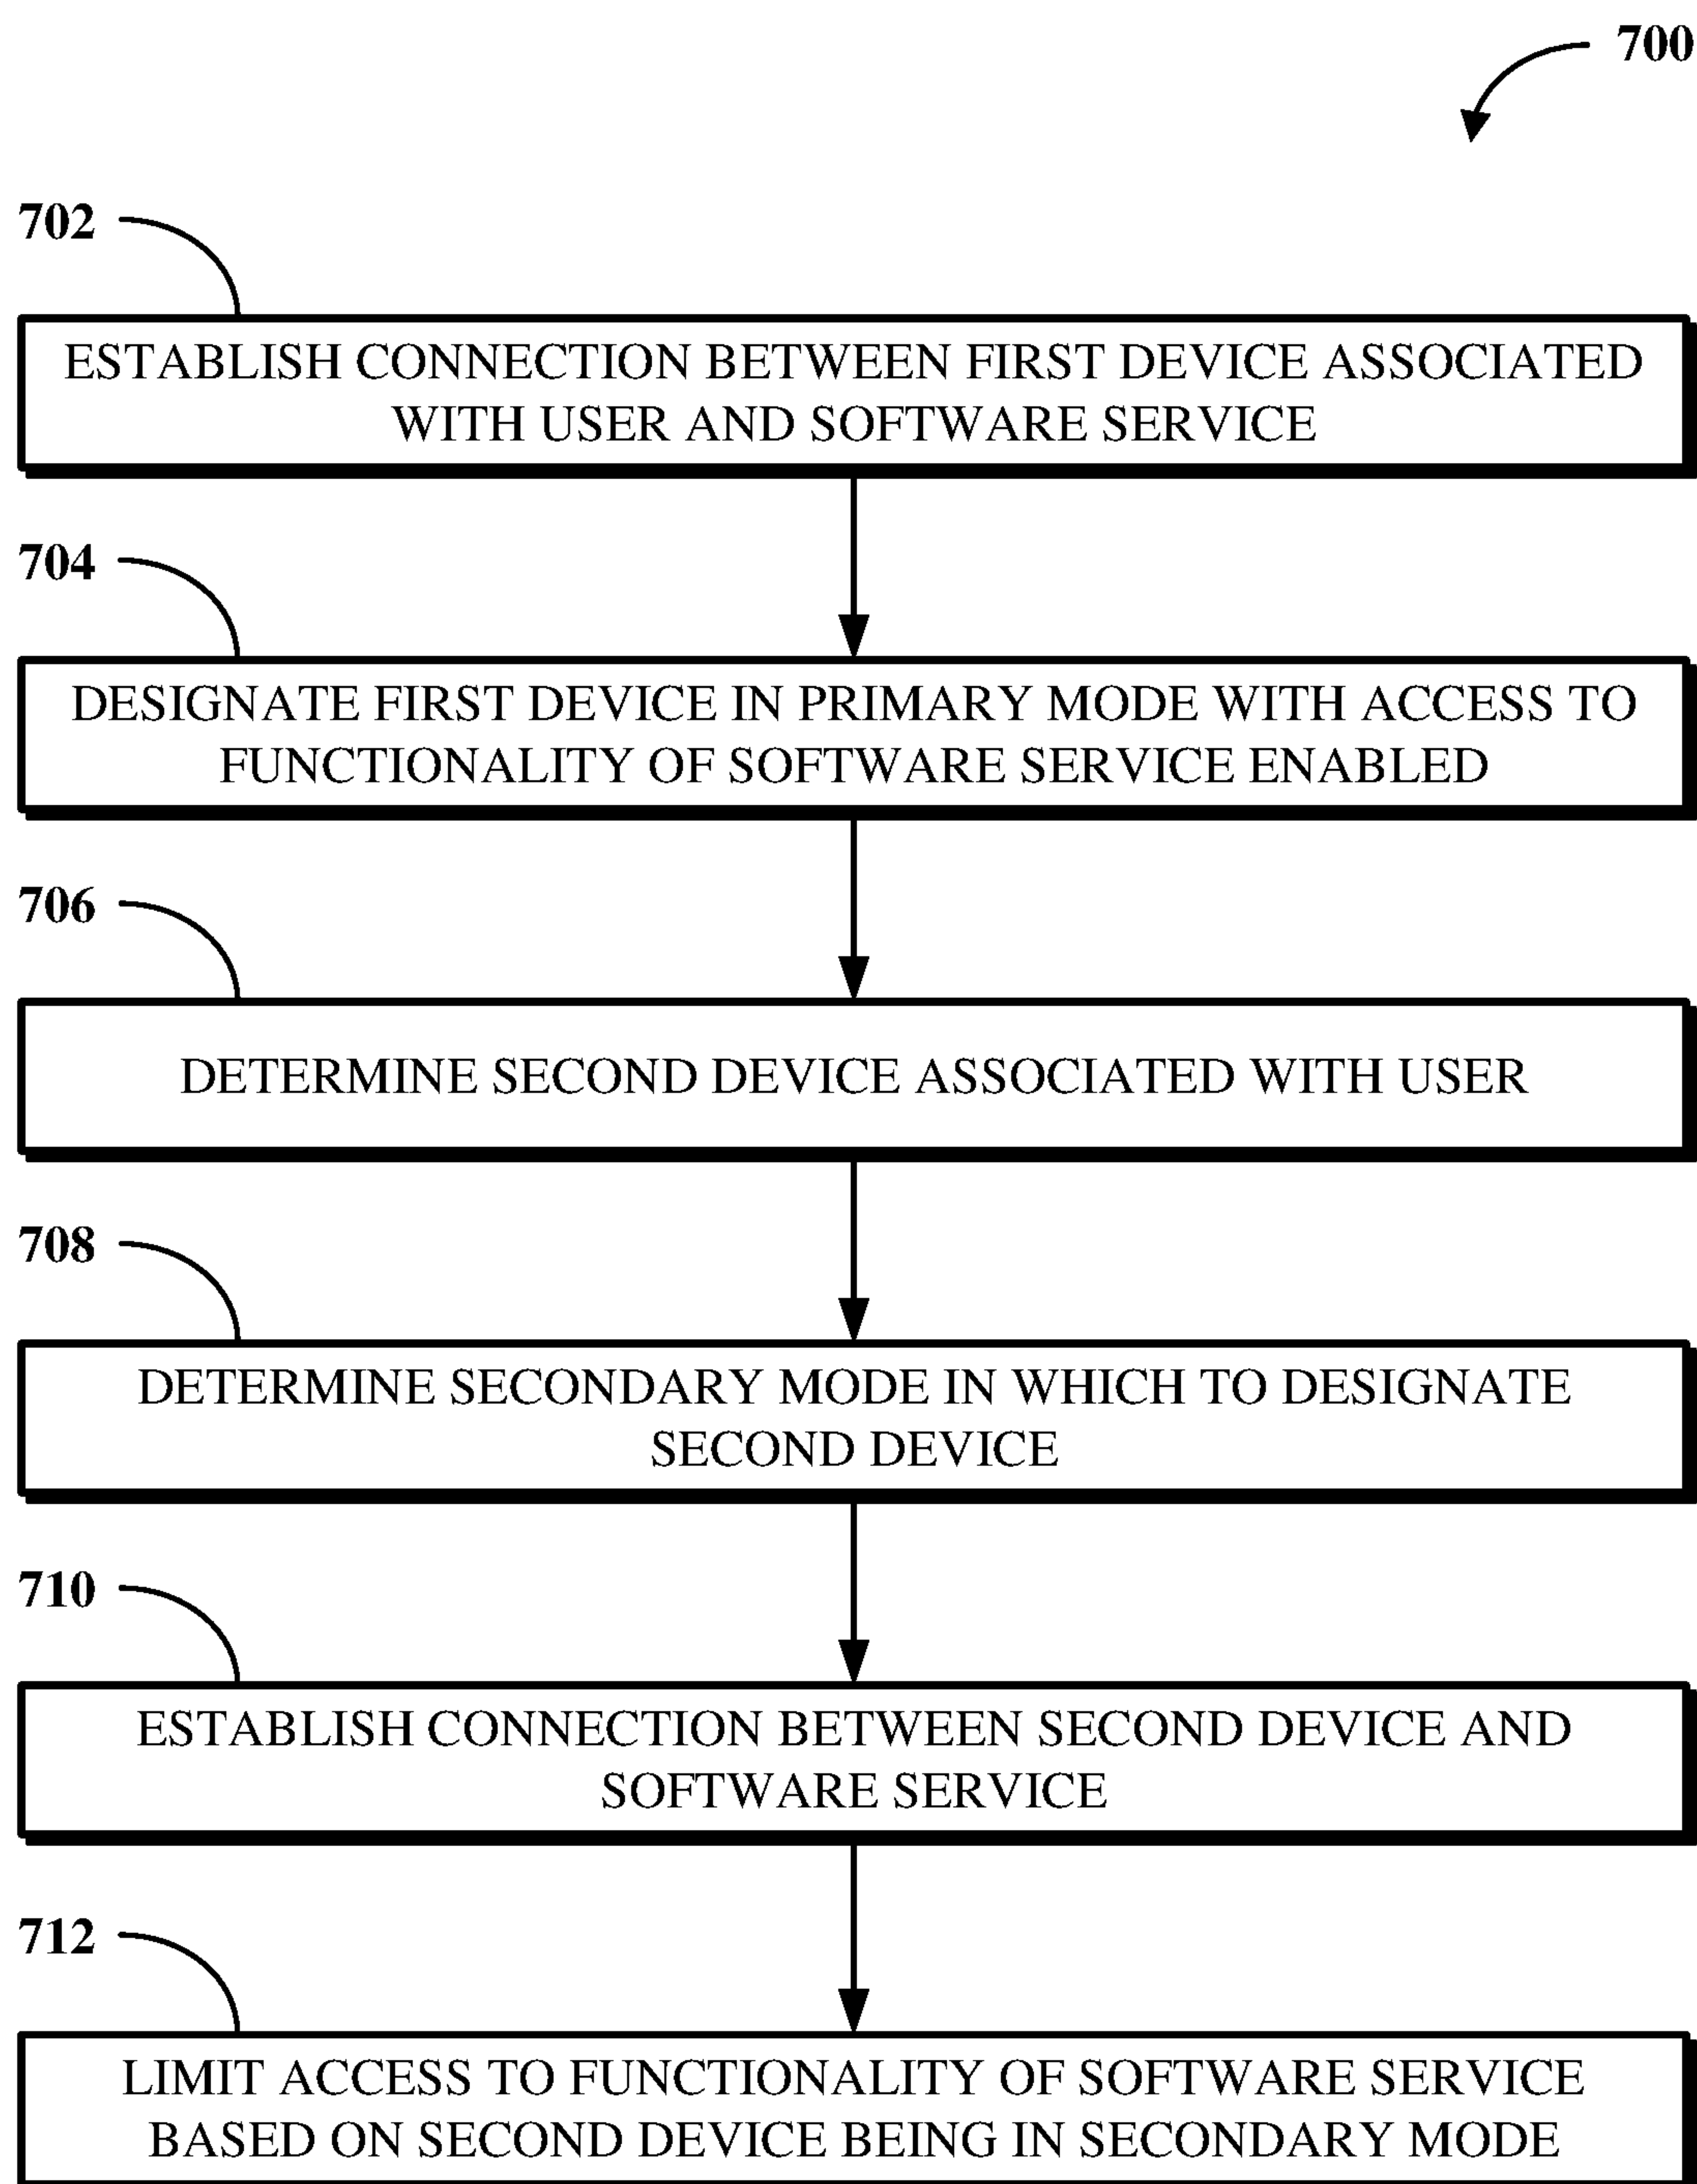 700
702
ESTABLISH CONNECTION BETWEEN FIRST DEVICE ASSOCIATED
WITH USER AND SOFTWARE SERVICE
704
DESIGNATE FIRST DEVICE IN PRIMARY MODE WITH ACCESS TO
FUNCTIONALITY OF SOFTWARE SERVICE ENABLED
706
DETERMINE SECOND DEVICE ASSOCIATED WITH USER
708
DETERMINE SECONDARY MODE IN WHICH TO DESIGNATE
SECOND DEVICE
710
ESTABLISH CONNECTION BETWEEN SECOND DEVICE AND
SOFTWARE SERVICE
712
LIMIT ACCESS TO FUNCTIONALITY OF SOFTWARE SERVICE
BASED ON SECOND DEVICE BEING IN SECONDARY MODE